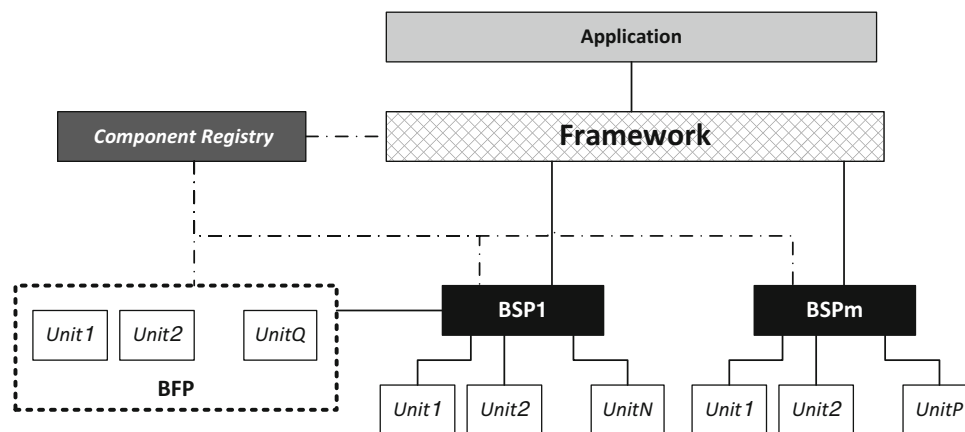 Application
Component Registry
Framework
BSP1
BSPm
Unit1
Unit2
UnitQ
BFP
Unit1
Unit2
UnitN
Unit1
Unit2
UnitP